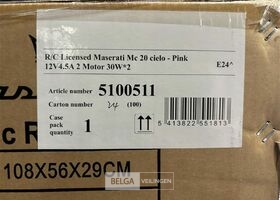 R/C Licensed Maserati Mc 20 cielo - Pink
12V4.5A 2 Motor 30W*2
E24^
Article number 5100511
Carton number 24 (100)
Case
pack 1
quantity
5 413822 551813
108X56X29CM
BELGA VEILINGEN